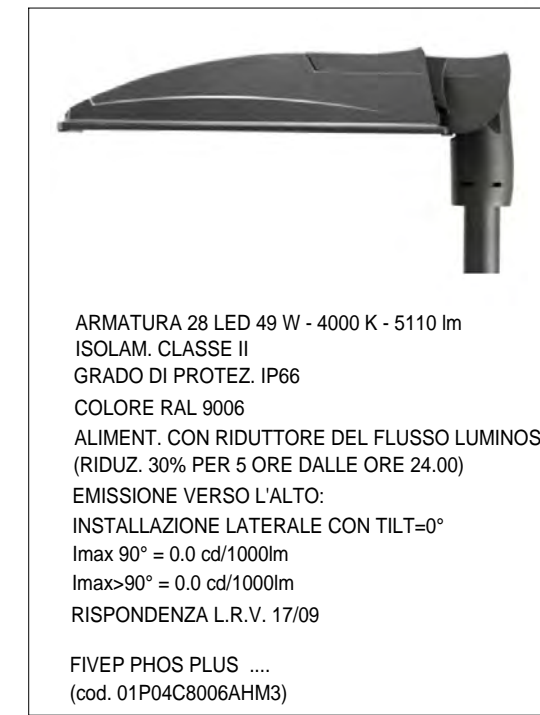 ARMATURA 28 LED 49 W - 4000 K - 5110 lm
ISOLAM. CLASSE II
GRADO DI PROTEZ. IP66
COLORE RAL 9006
ALIMENT. CON RIDUTTORE DEL FLUSSO LUMINOS
(RIDUZ. 30% PER 5 ORE DALLE ORE 24.00)
EMISSIONE VERSO L'ALTO:
INSTALLAZIONE LATERALE CON TILT=0°
Imax 90° = 0.0 cd/1000lm
Imax>90° = 0.0 cd/1000lm
RISPONDENZA L.R.V. 17/09
FIVEP PHOS PLUS ....
(cod. 01P04C8006AHM3)